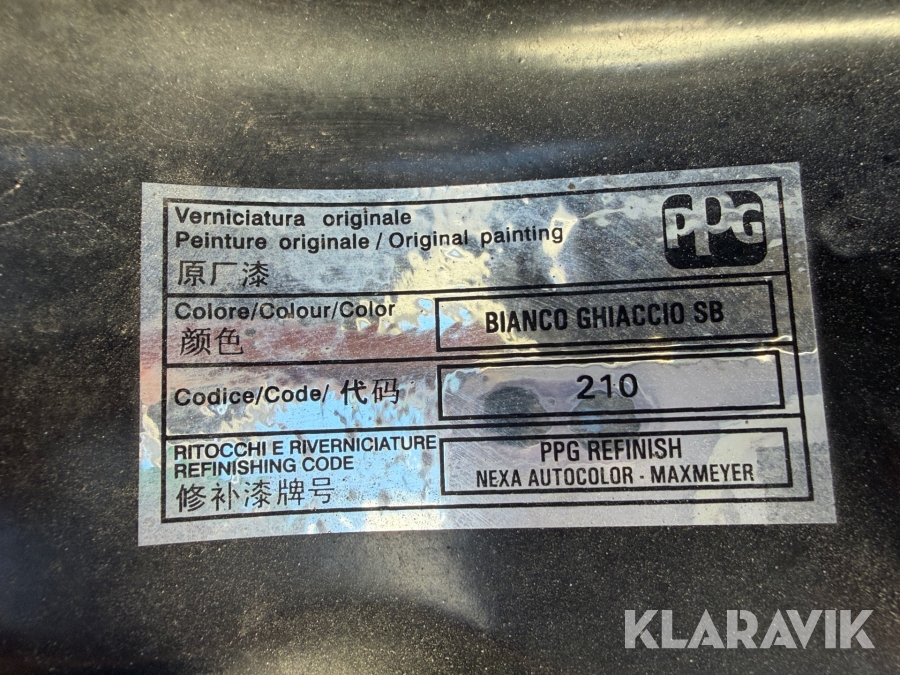 Verniciatura originale
Peinture originale / Original painting
原厂漆
PPG
Colore/Colour/Color
颜色
BIANCO GHIACCIO SB
Codice/Code/ 代码
210
RITOCCHI E RIVERNICIATURE
REFINISHING CODE
修补漆牌号
PPG REFINISH
NEXA AUTOCOLOR - MAXMEYER
KLARAVIK